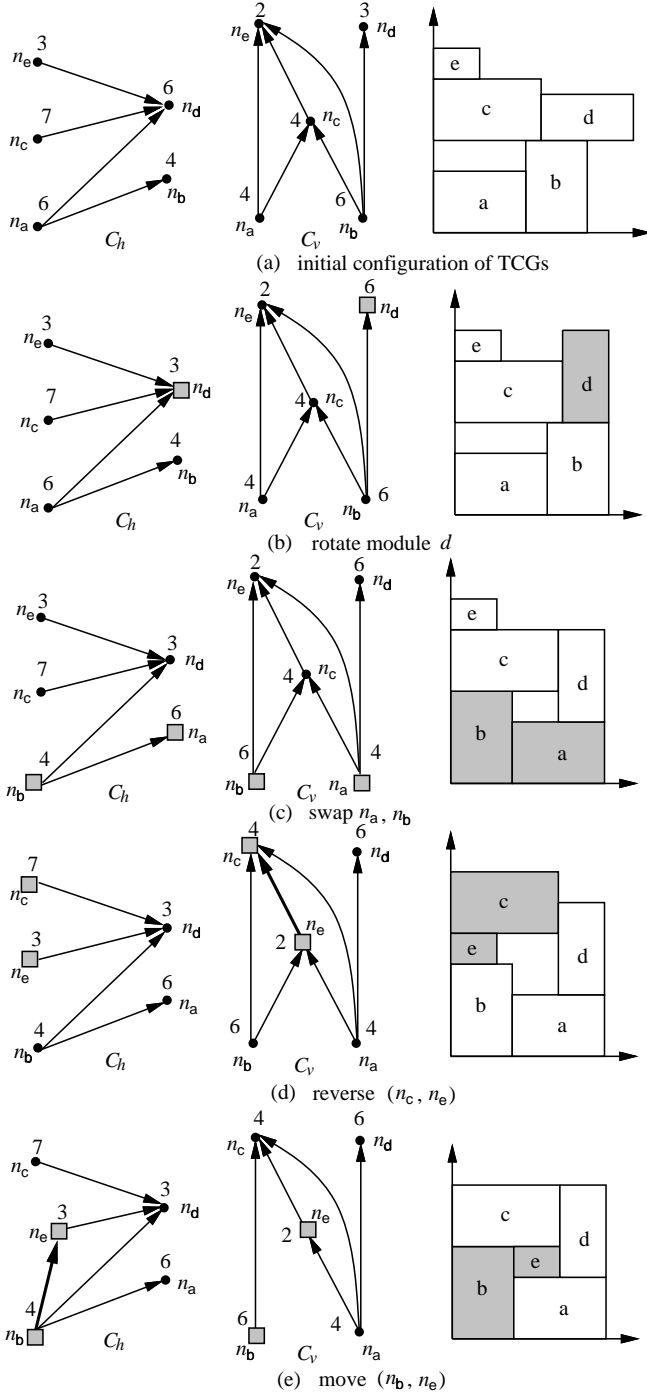 3 2 3
n_e n_e n_d e
6 c
7 n_d 4 n_c d
n_c 4
6 n_b 4 6 b
n_a n_a n_b a
C_h C_v
(a) initial configuration of TCGs
3 2 6
n_e n_e n_d e
3 d
7 n_d 4 n_c c
n_c 4
6 n_b 4 b
n_a n_a n_b 6 a
C_h C_v
(b) rotate module d
3 2 6
n_e n_e n_d e
3 c
7 n_d 4 n_c d
n_c 6
4 n_a 6 4 b
n_b n_b n_a a
C_h C_v
(c) swap n_a, n_b
7 4 6
n_c n_c n_d c
3
3 n_d n_e e
n_e 2 d
6
4 n_a 6 4 b
n_b n_b n_a a
C_h C_v
(d) reverse (n_c, n_e)
7 4 6
n_c n_c n_d c
3 3 d
n_e n_d n_e e
2
6 b
4 n_a 6 4 a
n_b n_b n_a
C_h C_v
(e) move (n_b, n_e)